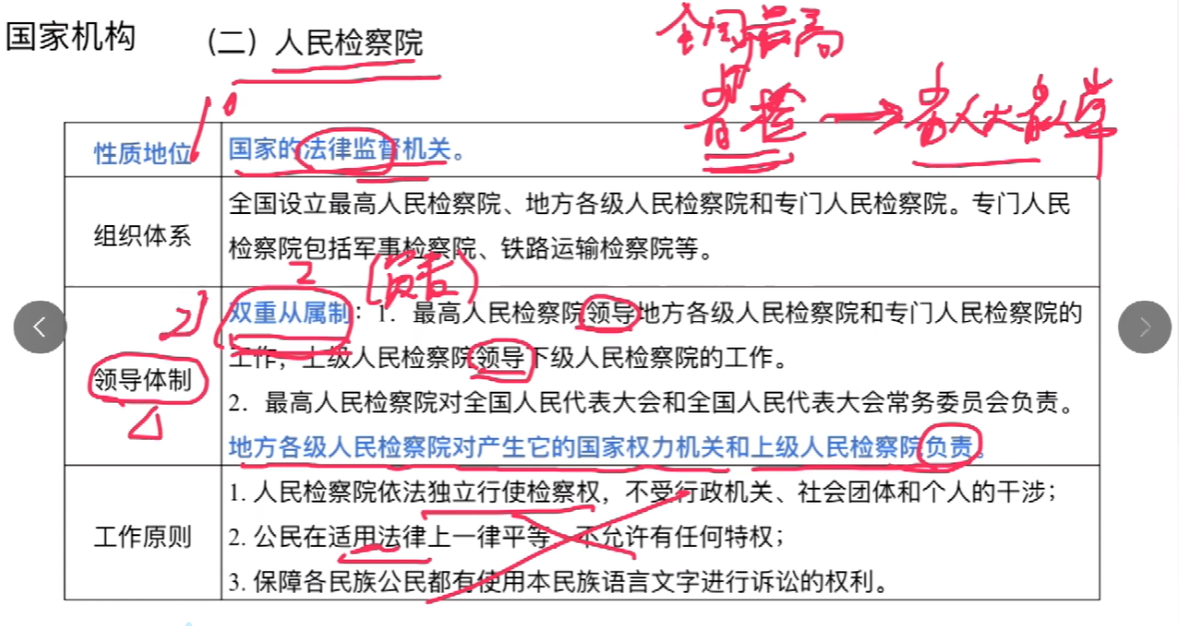 国家机构 (二)人民检察院
全国最高
省检→省人大和人常
1°
性质地位 国家的法律监督机关。
组织体系 全国设立最高人民检察院、地方各级人民检察院和专门人民检察院。专门人民
检察院包括军事检察院、铁路运输检察院等。
2 (负责)
2)
领导体制 双重从属制:1. 最高人民检察院领导地方各级人民检察院和专门人民检察院的
工作,上级人民检察院领导下级人民检察院的工作。
2. 最高人民检察院对全国人民代表大会和全国人民代表大会常务委员会负责。
地方各级人民检察院对产生它的国家权力机关和上级人民检察院负责。
工作原则 1. 人民检察院依法独立行使检察权,不受行政机关、社会团体和个人的干涉;
2. 公民在适用法律上一律平等,不允许有任何特权;
3. 保障各民族公民都有使用本民族语言文字进行诉讼的权利。